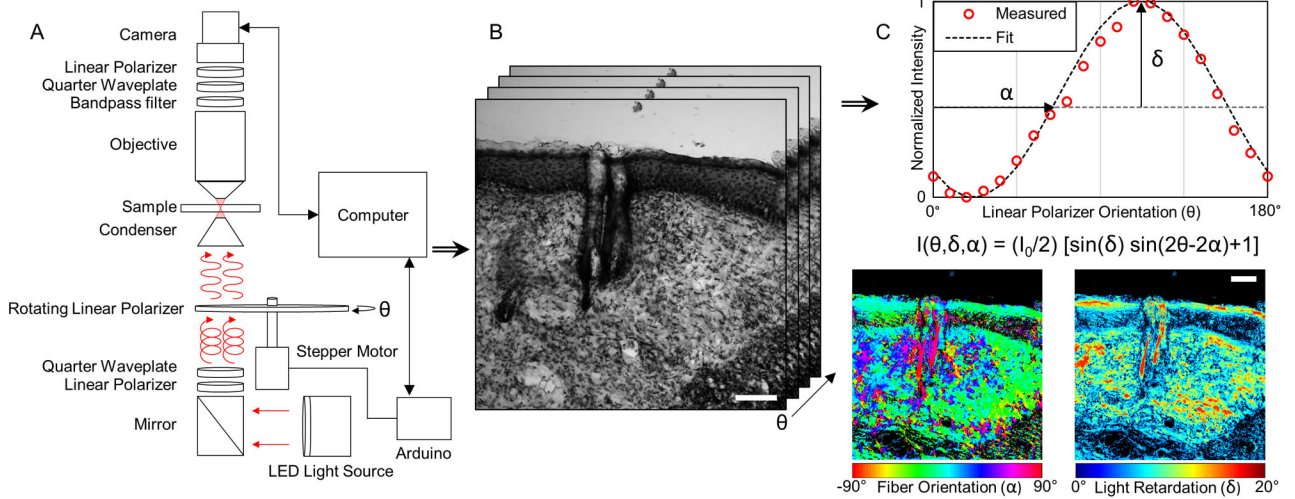 A
Camera
Linear Polarizer
Quarter Waveplate
Bandpass filter
Objective
Sample
Condenser
Computer
Rotating Linear Polarizer
θ
Stepper Motor
Quarter Waveplate
Linear Polarizer
Mirror
LED Light Source
Arduino
B
θ
C
1
Measured
Fit
α
δ
Normalized Intensity
0
0°
Linear Polarizer Orientation (θ)
180°
I(θ,δ,α) = (I₀/2) [sin(δ) sin(2θ-2α)+1]
-90° Fiber Orientation (α) 90°
0° Light Retardation (δ) 20°